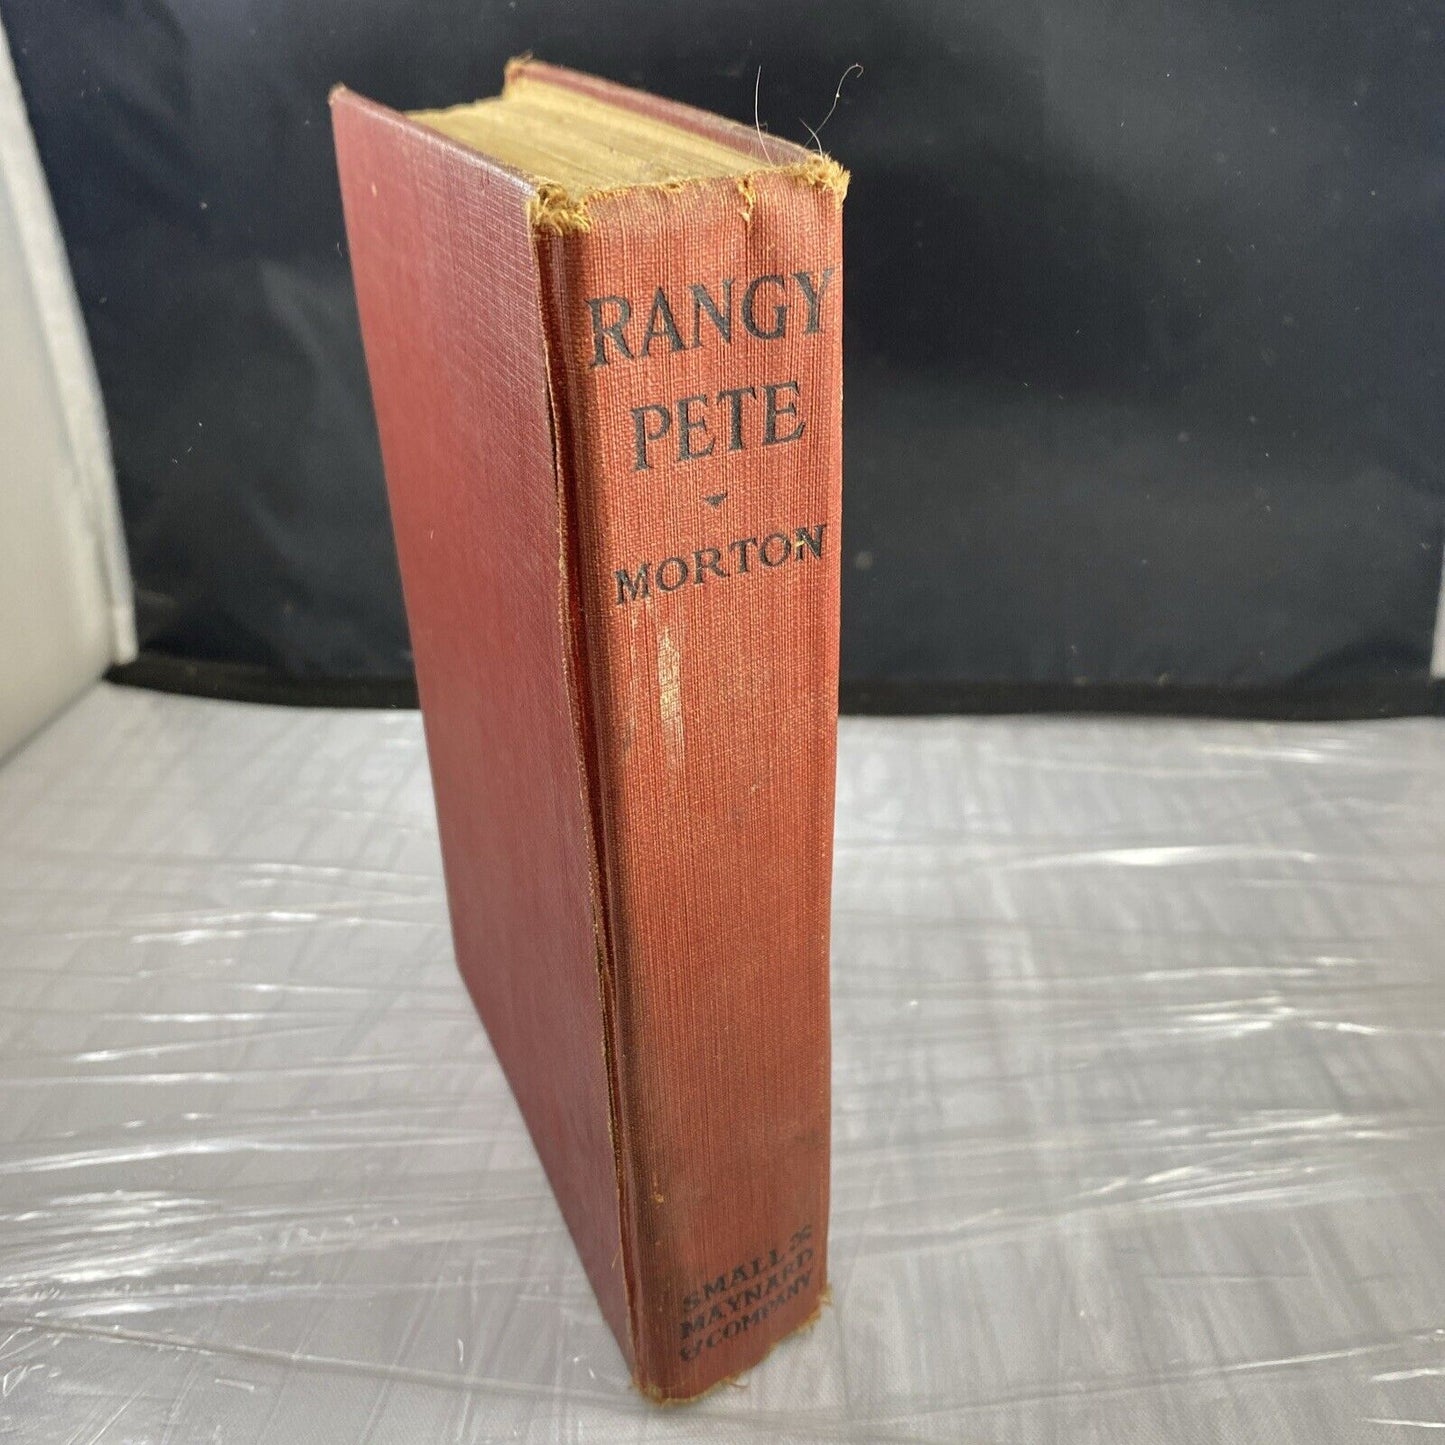 RANGY
PETE
MORTON
SMALL
MAYNARD
& COMPANY